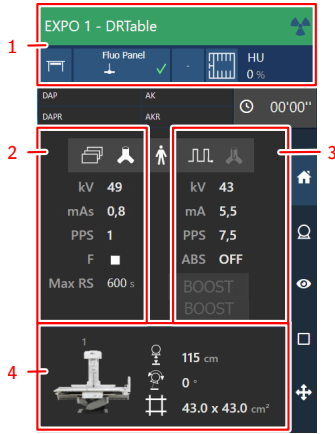 EXPO 1 - DRTable
1
Fluo Panel
HU
0 %
DAP AK
DAPR AKR
00'00''
2
3
kV 49 kV 43
mAs 0,8 mA 5,5
PPS 1 PPS 7,5
F ABS OFF
Max RS 600 s BOOST
BOOST
1
115 cm
4
0 °
43.0 x 43.0 cm²